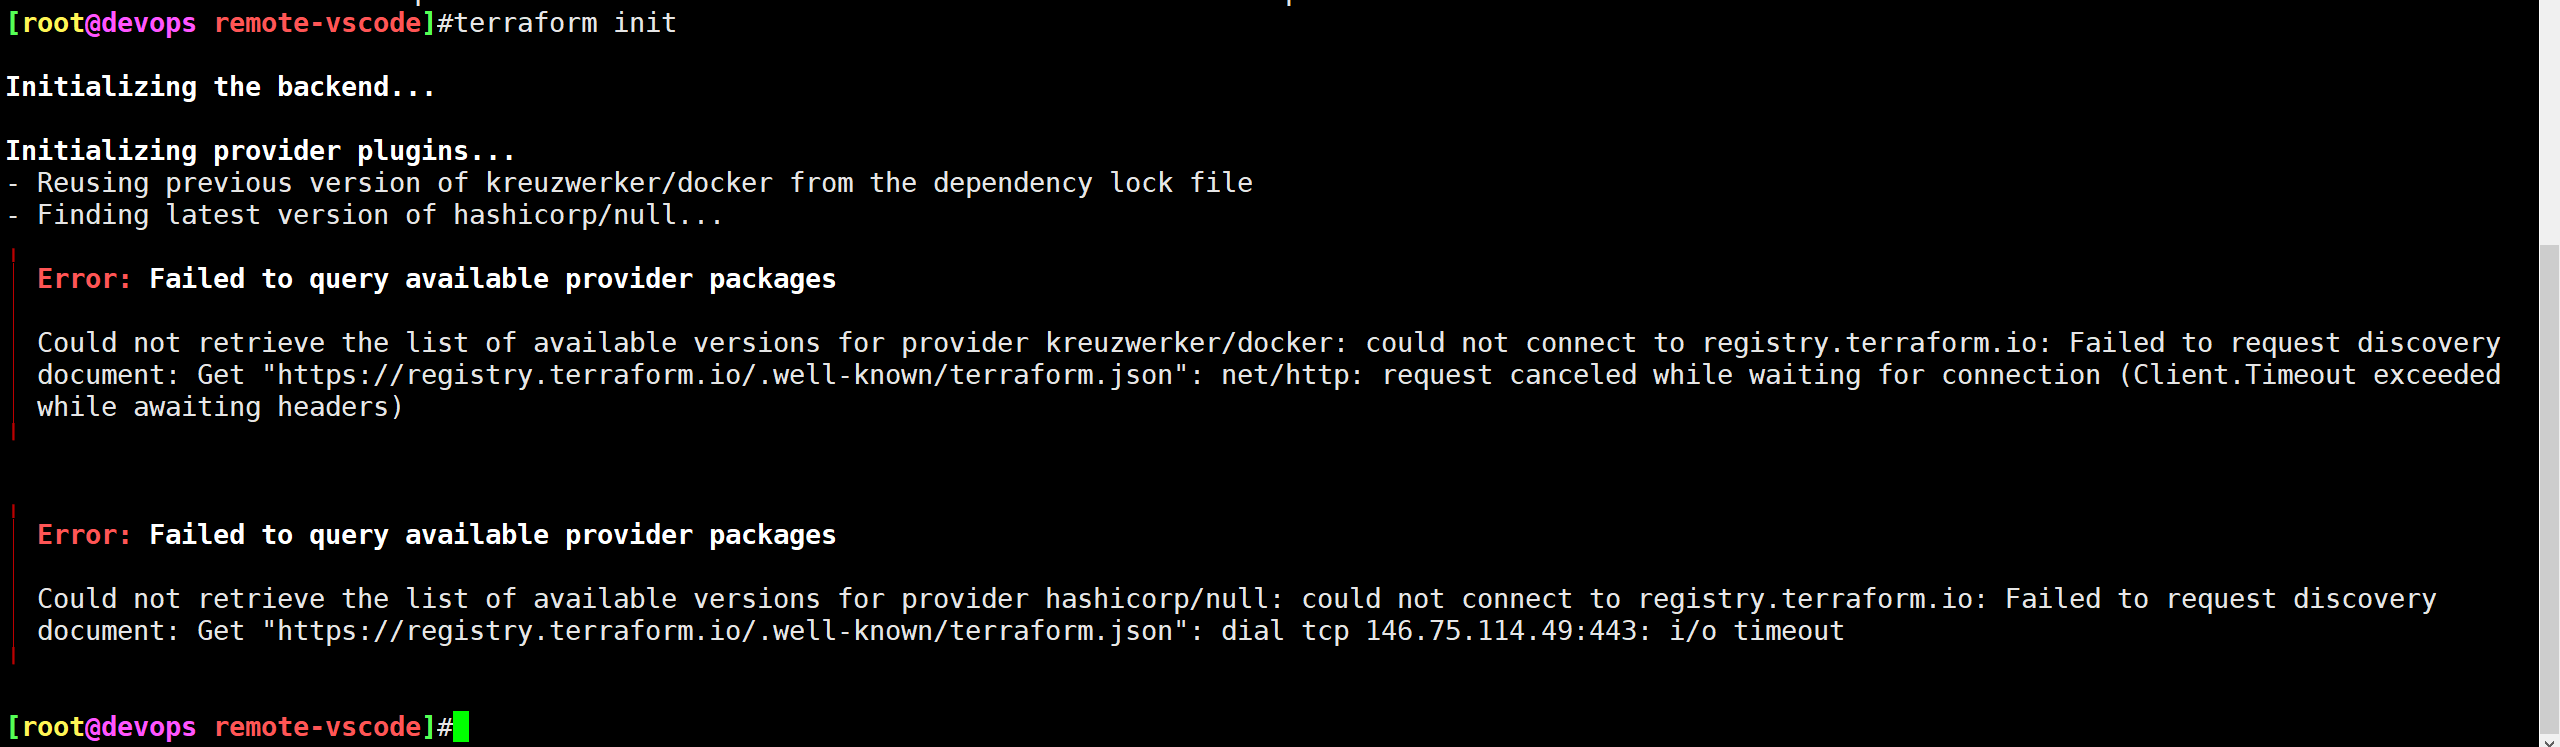 [root@devops remote-vscode]#terraform init
Initializing the backend...
Initializing provider plugins...
- Reusing previous version of kreuzwerker/docker from the dependency lock file
- Finding latest version of hashicorp/null...
Error: Failed to query available provider packages
Could not retrieve the list of available versions for provider kreuzwerker/docker: could not connect to registry.terraform.io: Failed to request discovery
document: Get "https://registry.terraform.io/.well-known/terraform.json": net/http: request canceled while waiting for connection (Client.Timeout exceeded
while awaiting headers)
Error: Failed to query available provider packages
Could not retrieve the list of available versions for provider hashicorp/null: could not connect to registry.terraform.io: Failed to request discovery
document: Get "https://registry.terraform.io/.well-known/terraform.json": dial tcp 146.75.114.49:443: i/o timeout
[root@devops remote-vscode]#